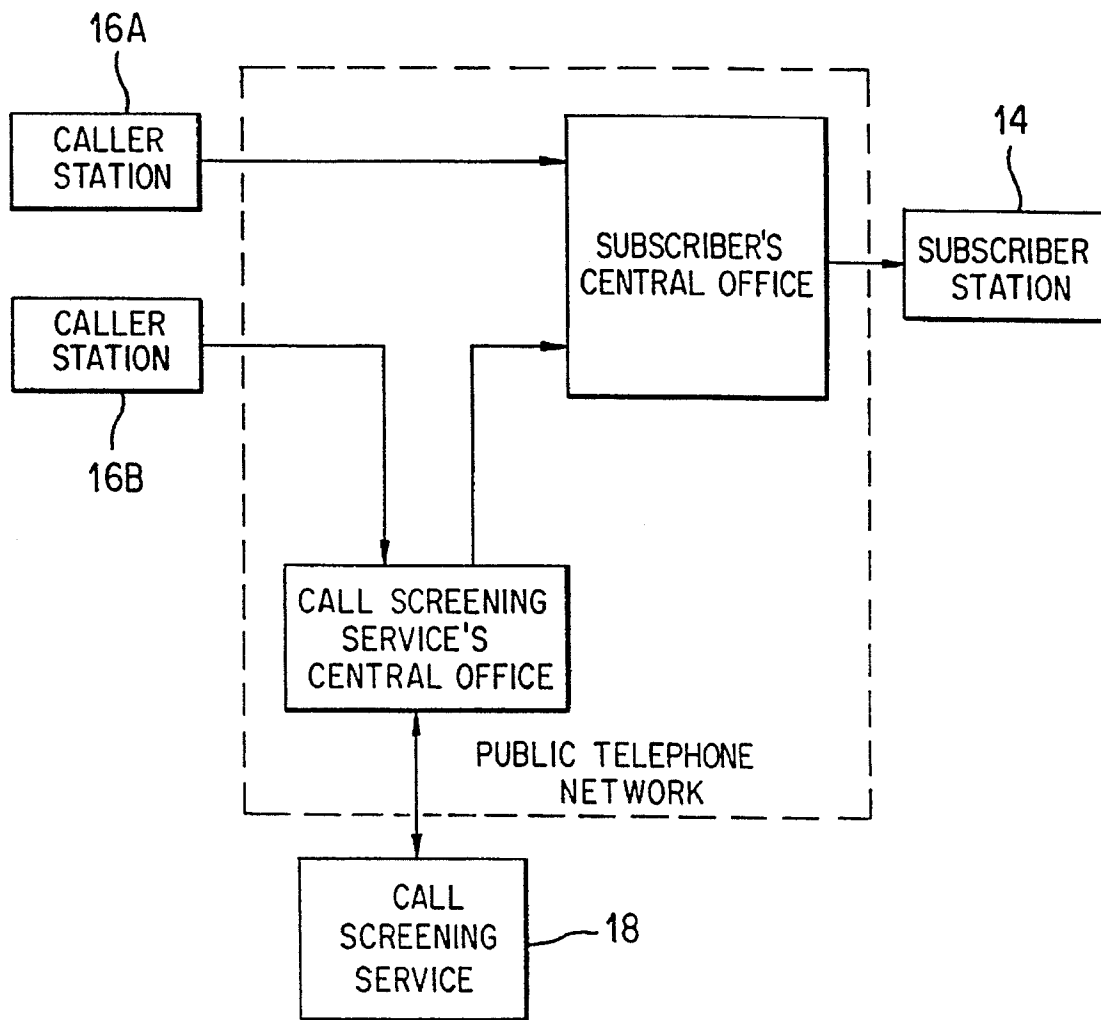 16A
CALLER
STATION
14
SUBSCRIBER'S
CENTRAL OFFICE
SUBSCRIBER
STATION
CALLER
STATION
16B
CALL SCREENING
SERVICE'S
CENTRAL OFFICE
PUBLIC TELEPHONE
NETWORK
CALL
SCREENING
SERVICE
18